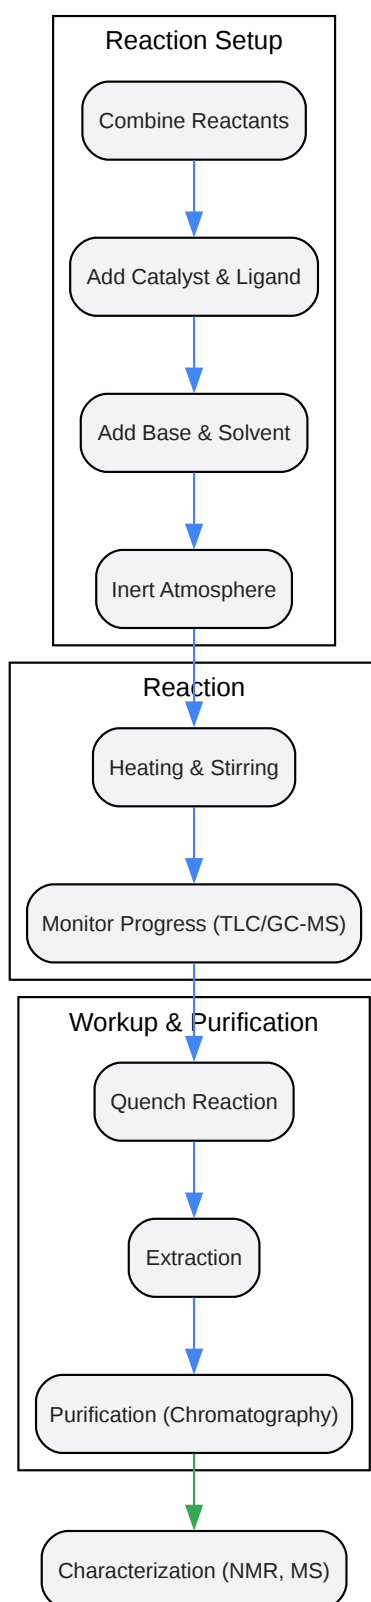 Reaction Setup
Combine Reactants
Add Catalyst & Ligand
Add Base & Solvent
Inert Atmosphere
Reaction
Heating & Stirring
Monitor Progress (TLC/GC-MS)
Workup & Purification
Quench Reaction
Extraction
Purification (Chromatography)
Characterization (NMR, MS)